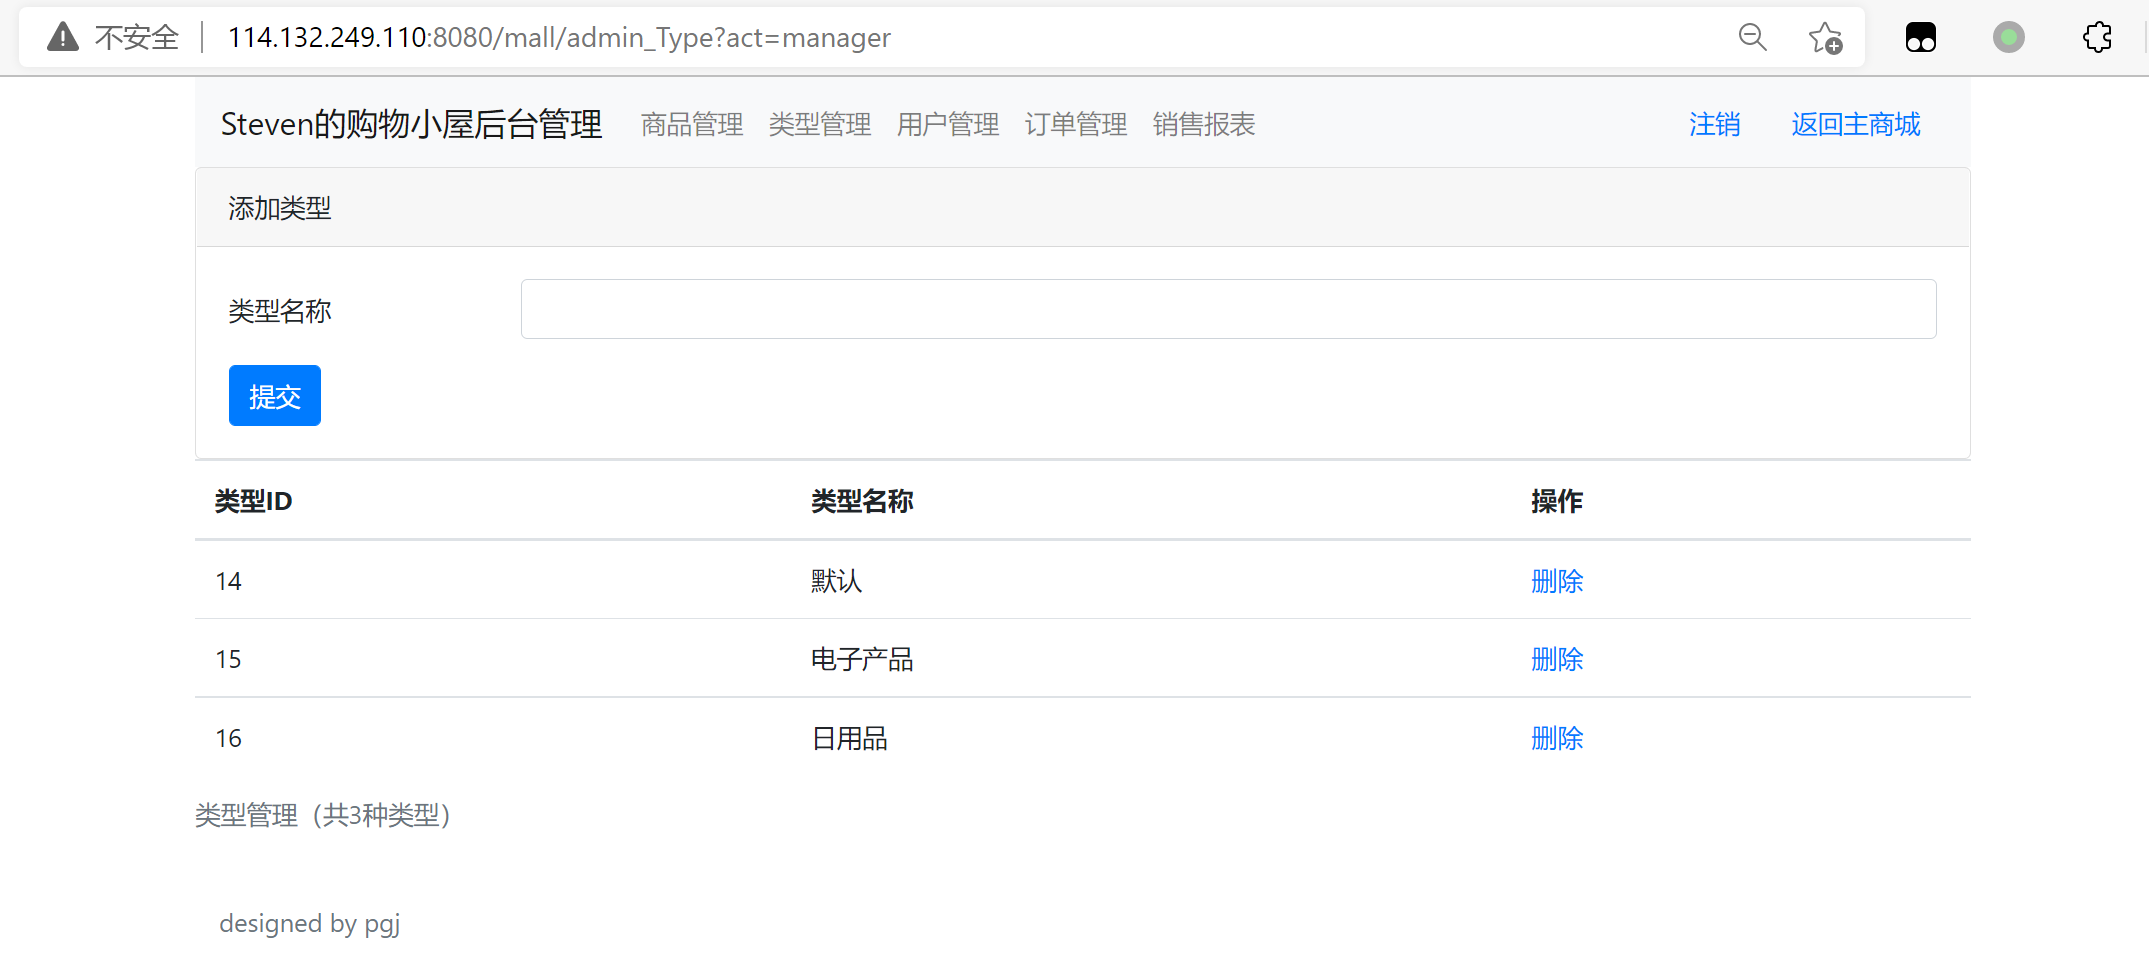 不安全 114.132.249.110:8080/mall/admin_Type?act=manager
Steven的购物小屋后台管理 商品管理 类型管理 用户管理 订单管理 销售报表 注销 返回主商城
添加类型
类型名称
提交
类型ID 类型名称 操作
14 默认 删除
15 电子产品 删除
16 日用品 删除
类型管理（共3种类型）
designed by pgj